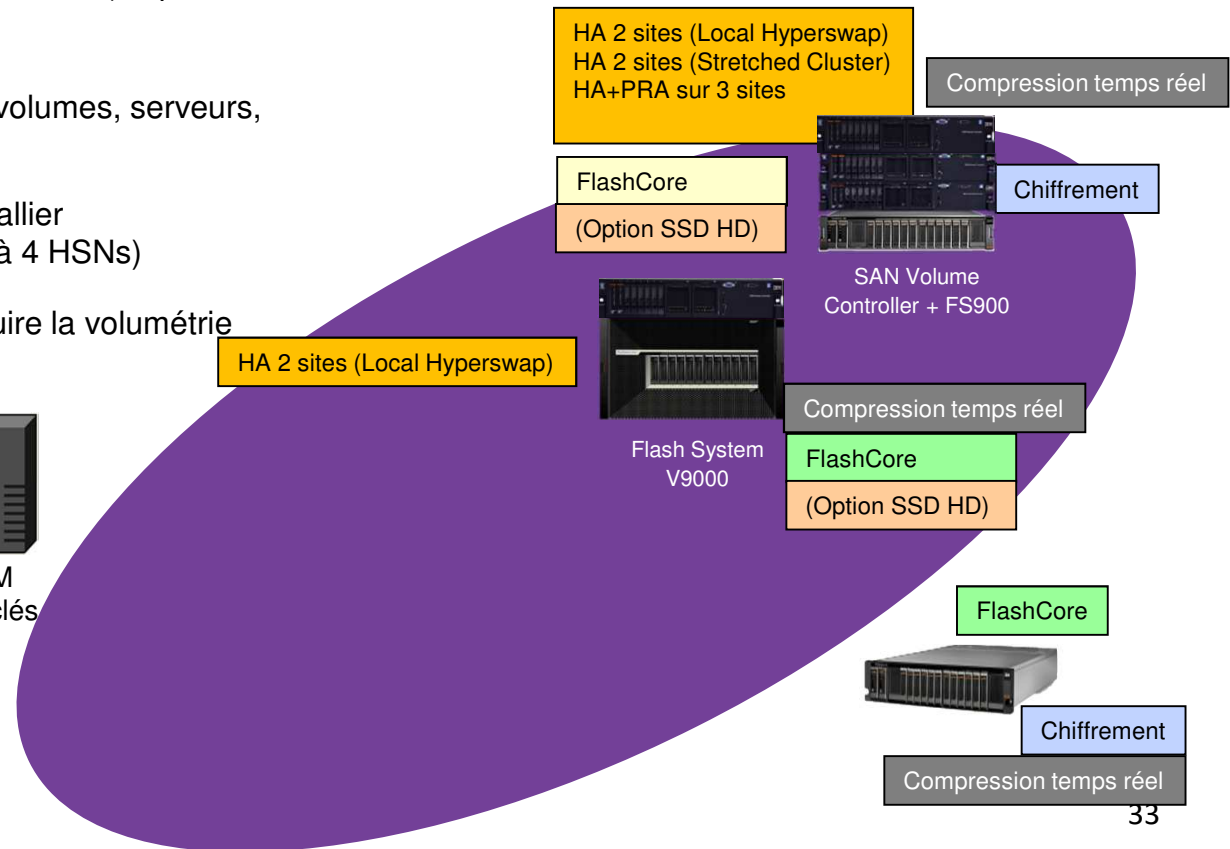 HA 2 sites (Local Hyperswap)
HA 2 sites (Stretched Cluster)
HA+PRA sur 3 sites
Compression temps réel
volumes, serveurs,
FlashCore
Chiffrement
allier
(Option SSD HD)
à 4 HSNs)
SAN Volume
Controller + FS900
uire la volumétrie
HA 2 sites (Local Hyperswap)
Compression temps réel
Flash System
V9000
FlashCore
(Option SSD HD)
M
clés
FlashCore
Chiffrement
Compression temps réel
33